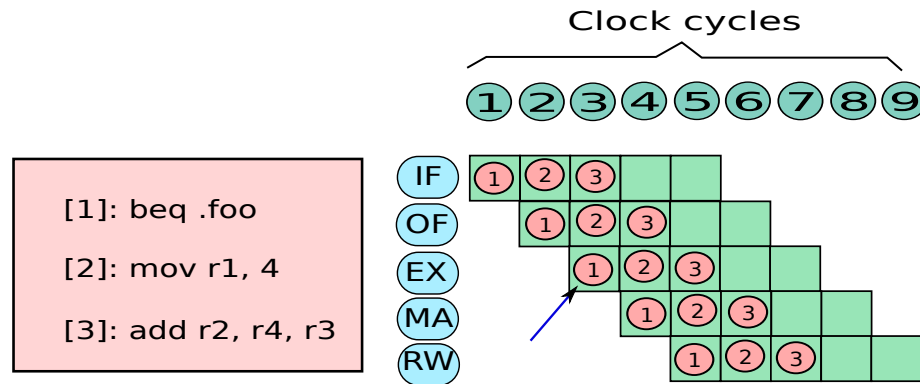 Clock cycles
1 2 3 4 5 6 7 8 9
[1]: beq .foo
[2]: mov r1, 4
[3]: add r2, r4, r3
IF 1 2 3
OF 1 2 3
EX 1 2 3
MA 1 2 3
RW 1 2 3